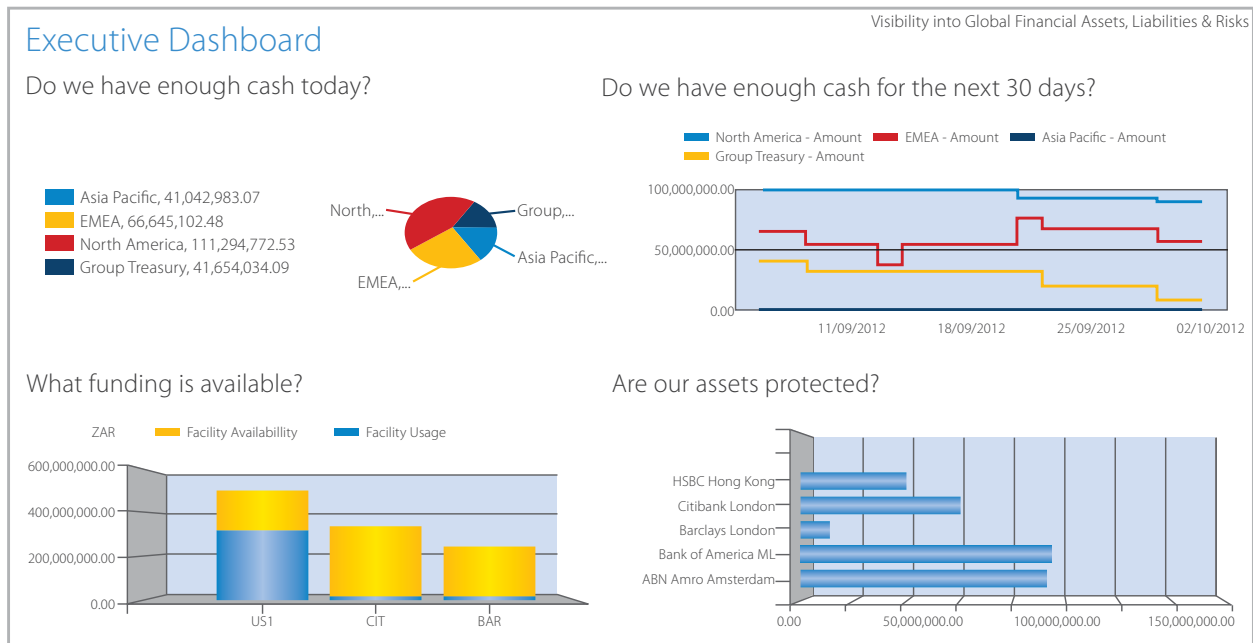 Visibility into Global Financial Assets, Liabilities & Risks
Executive Dashboard
Do we have enough cash today?
Asia Pacific, 41,042,983.07
EMEA, 66,645,102.48
North America, 111,294,772.53
Group Treasury, 41,654,034.09
North,...
Group,...
Asia Pacific,...
EMEA,...
Do we have enough cash for the next 30 days?
North America - Amount
EMEA - Amount
Asia Pacific - Amount
Group Treasury - Amount
100,000,000.00
50,000,000.00
0.00
11/09/2012
18/09/2012
25/09/2012
02/10/2012
What funding is available?
ZAR
Facility Availabillity
Facility Usage
600,000,000.00
400,000,000.00
200,000,000.00
0.00
US1
CIT
BAR
Are our assets protected?
HSBC Hong Kong
Citibank London
Barclays London
Bank of America ML
ABN Amro Amsterdam
0.00
50,000,000.00
100,000,000.00
150,000,000.00